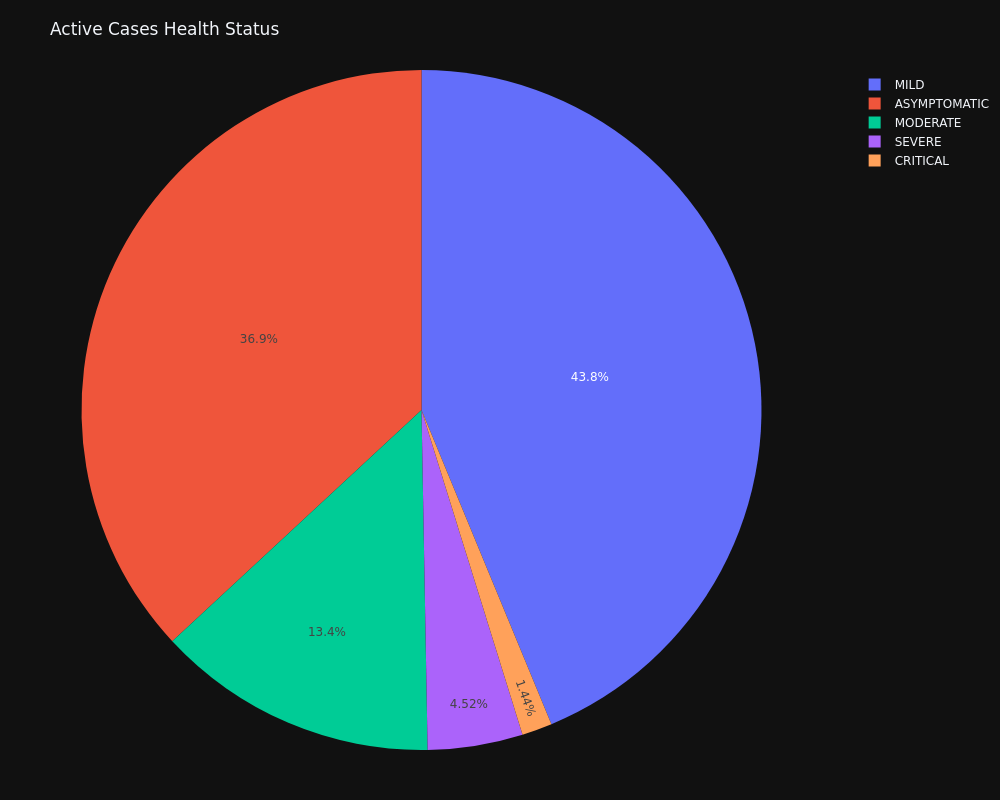 Active Cases Health Status
MILD
ASYMPTOMATIC
MODERATE
SEVERE
CRITICAL
36.9%
43.8%
13.4%
4.52%
1.44%